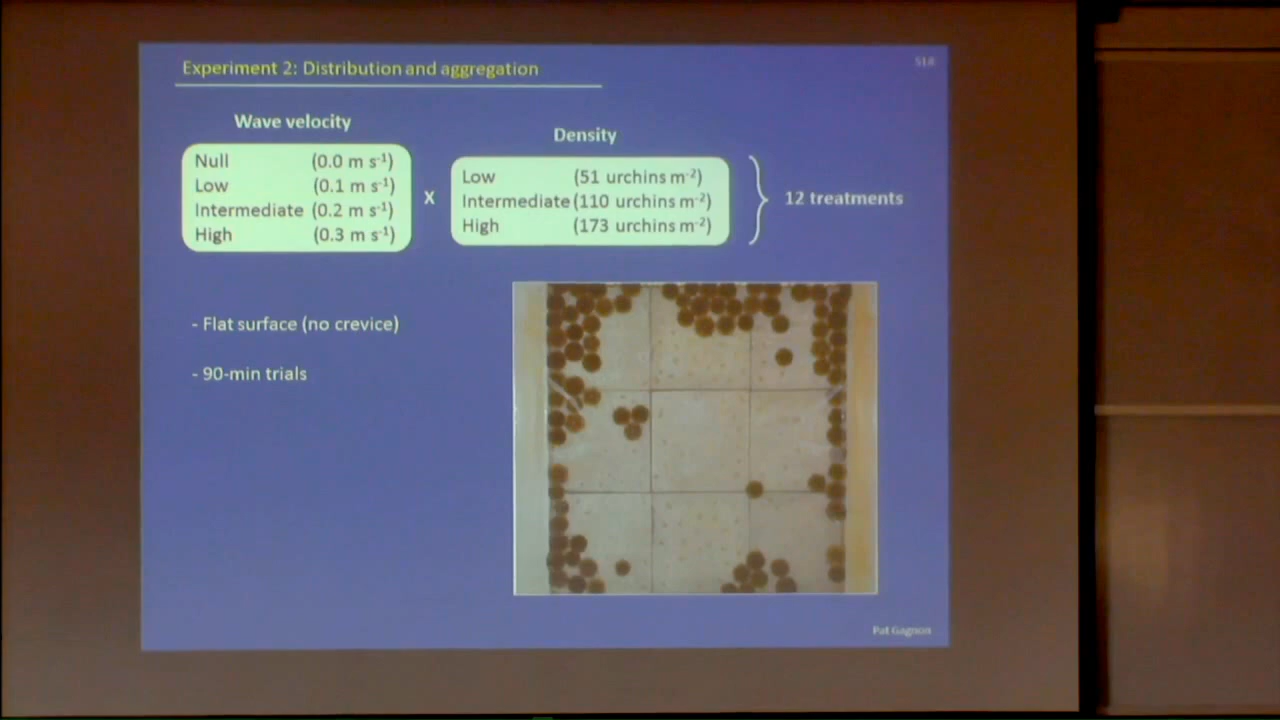 Experiment 2: Distribution and aggregation
Wave velocity
Density
Null (0.0 m s⁻¹)
Low (0.1 m s⁻¹)
Intermediate (0.2 m s⁻¹)
High (0.3 m s⁻¹)
X
Low (51 urchins m⁻²)
Intermediate (110 urchins m⁻²)
High (173 urchins m⁻²)
12 treatments
- Flat surface (no crevice)
- 90-min trials
Pat Gagnon